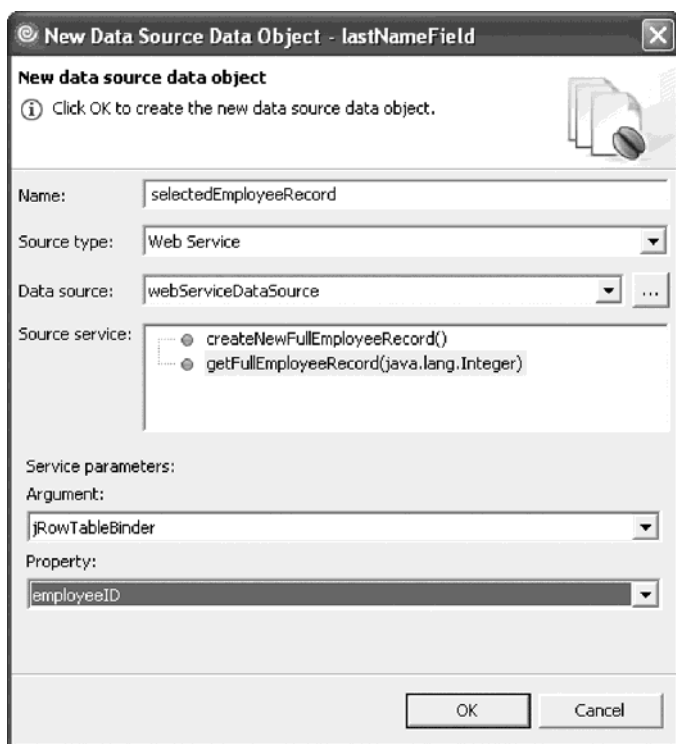 New Data Source Data Object - lastNameField
New data source data object
Click OK to create the new data source data object.
Name: selectedEmployeeRecord
Source type: Web Service
Data source: webServiceDataSource ...
Source service: createNewFullEmployeeRecord()
getFullEmployeeRecord(java.lang.Integer)
Service parameters:
Argument:
jRowTableBinder
Property:
employeeID
OK Cancel